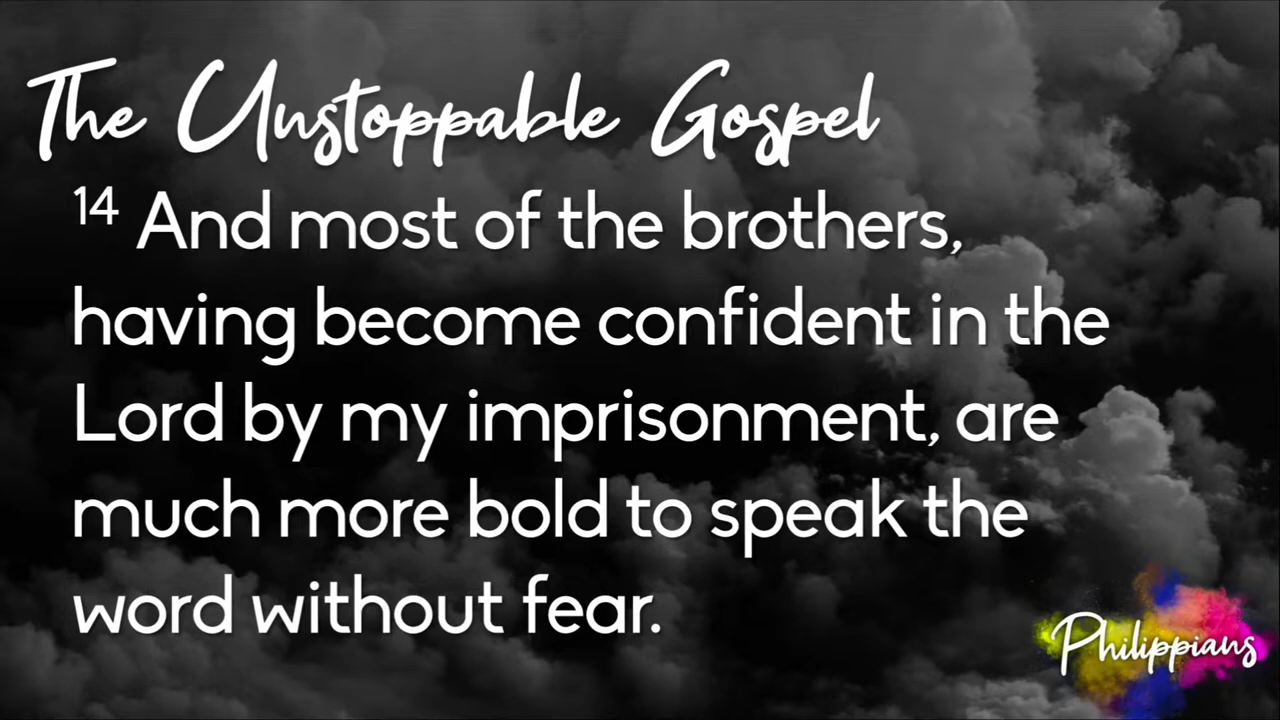 The Unstoppable Gospel
14 And most of the brothers,
having become confident in the
Lord by my imprisonment, are
much more bold to speak the
word without fear.
Philippians